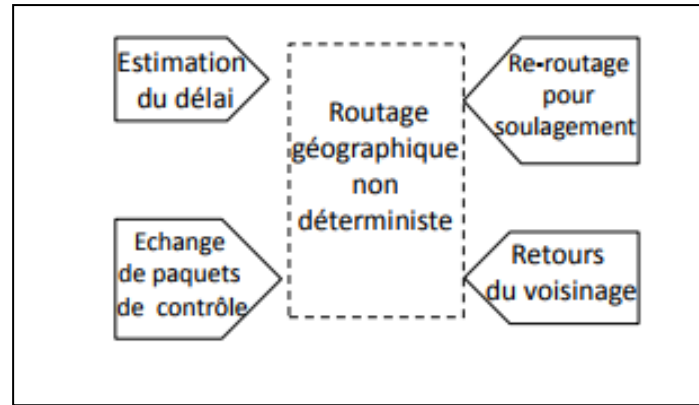 Estimation
du délai
Echange
de paquets
de contrôle
Routage
géographique
non
déterministe
Re-routage
pour
soulagement
Retours
du voisinage